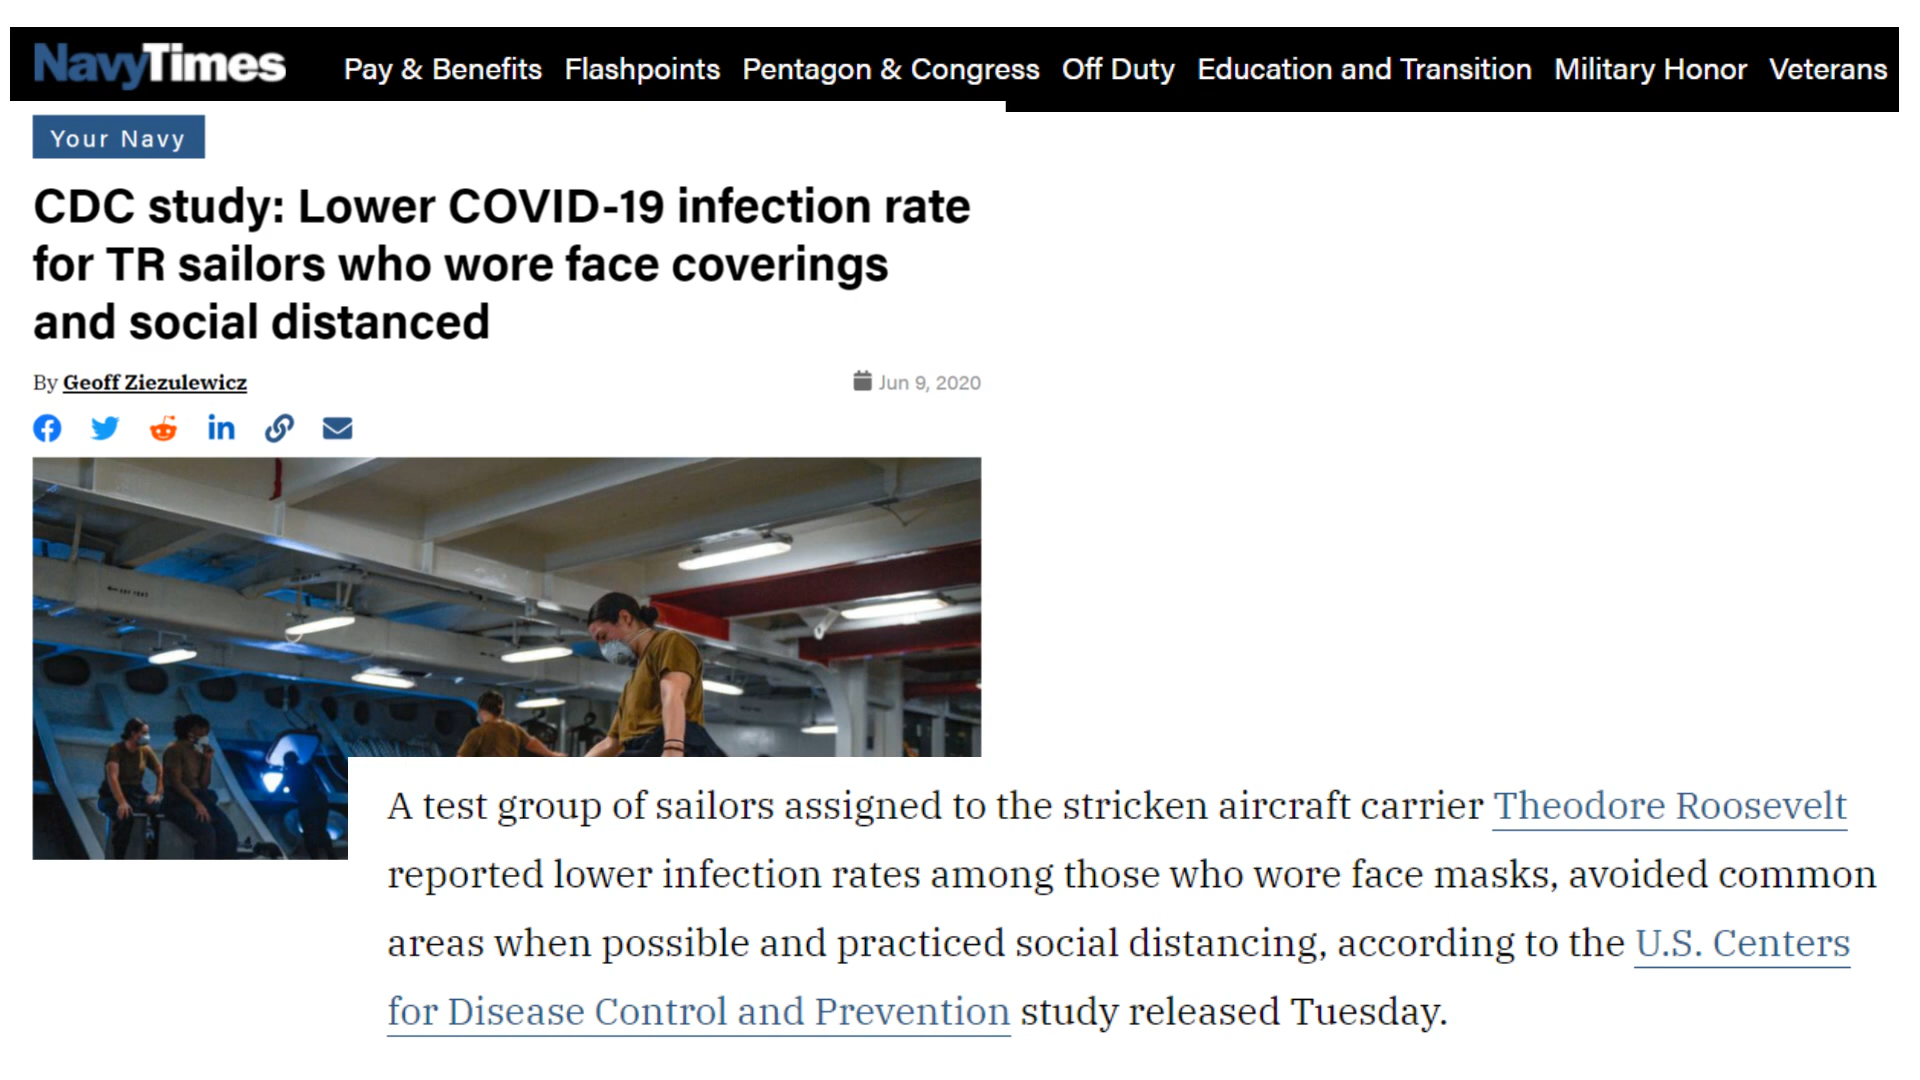 NavyTimes Pay & Benefits Flashpoints Pentagon & Congress Off Duty Education and Transition Military Honor Veterans
Your Navy
CDC study: Lower COVID-19 infection rate
for TR sailors who wore face coverings
and social distanced
By Geoff Ziezulewicz Jun 9, 2020
A test group of sailors assigned to the stricken aircraft carrier Theodore Roosevelt
reported lower infection rates among those who wore face masks, avoided common
areas when possible and practiced social distancing, according to the U.S. Centers
for Disease Control and Prevention study released Tuesday.